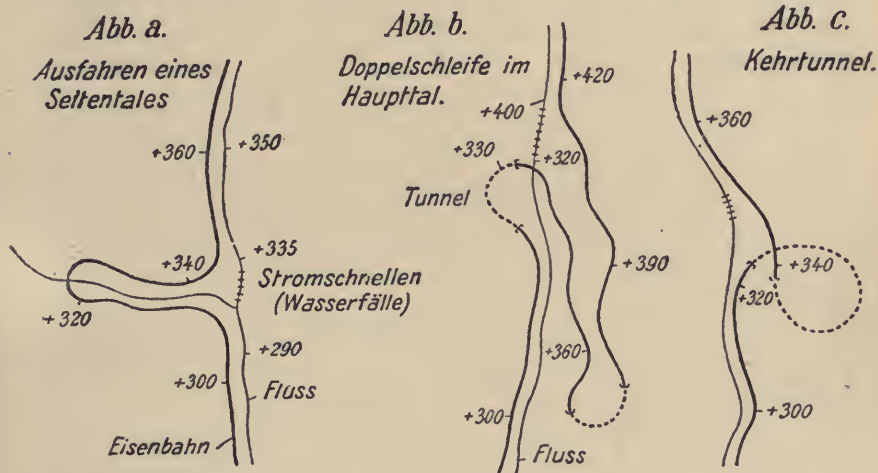 Abb. a.
Ausfahren eines
Seitentales
+360
+350
+335
+340
Stromschnellen
(Wasserfälle)
+320
+290
+300
Fluss
Eisenbahn
Abb. b.
Doppelschleife im
Haupttal.
+420
+400
+330
+320
Tunnel
+390
+360
+300
Fluss
Abb. c.
Kehrtunnel.
+360
+340
+320
+300